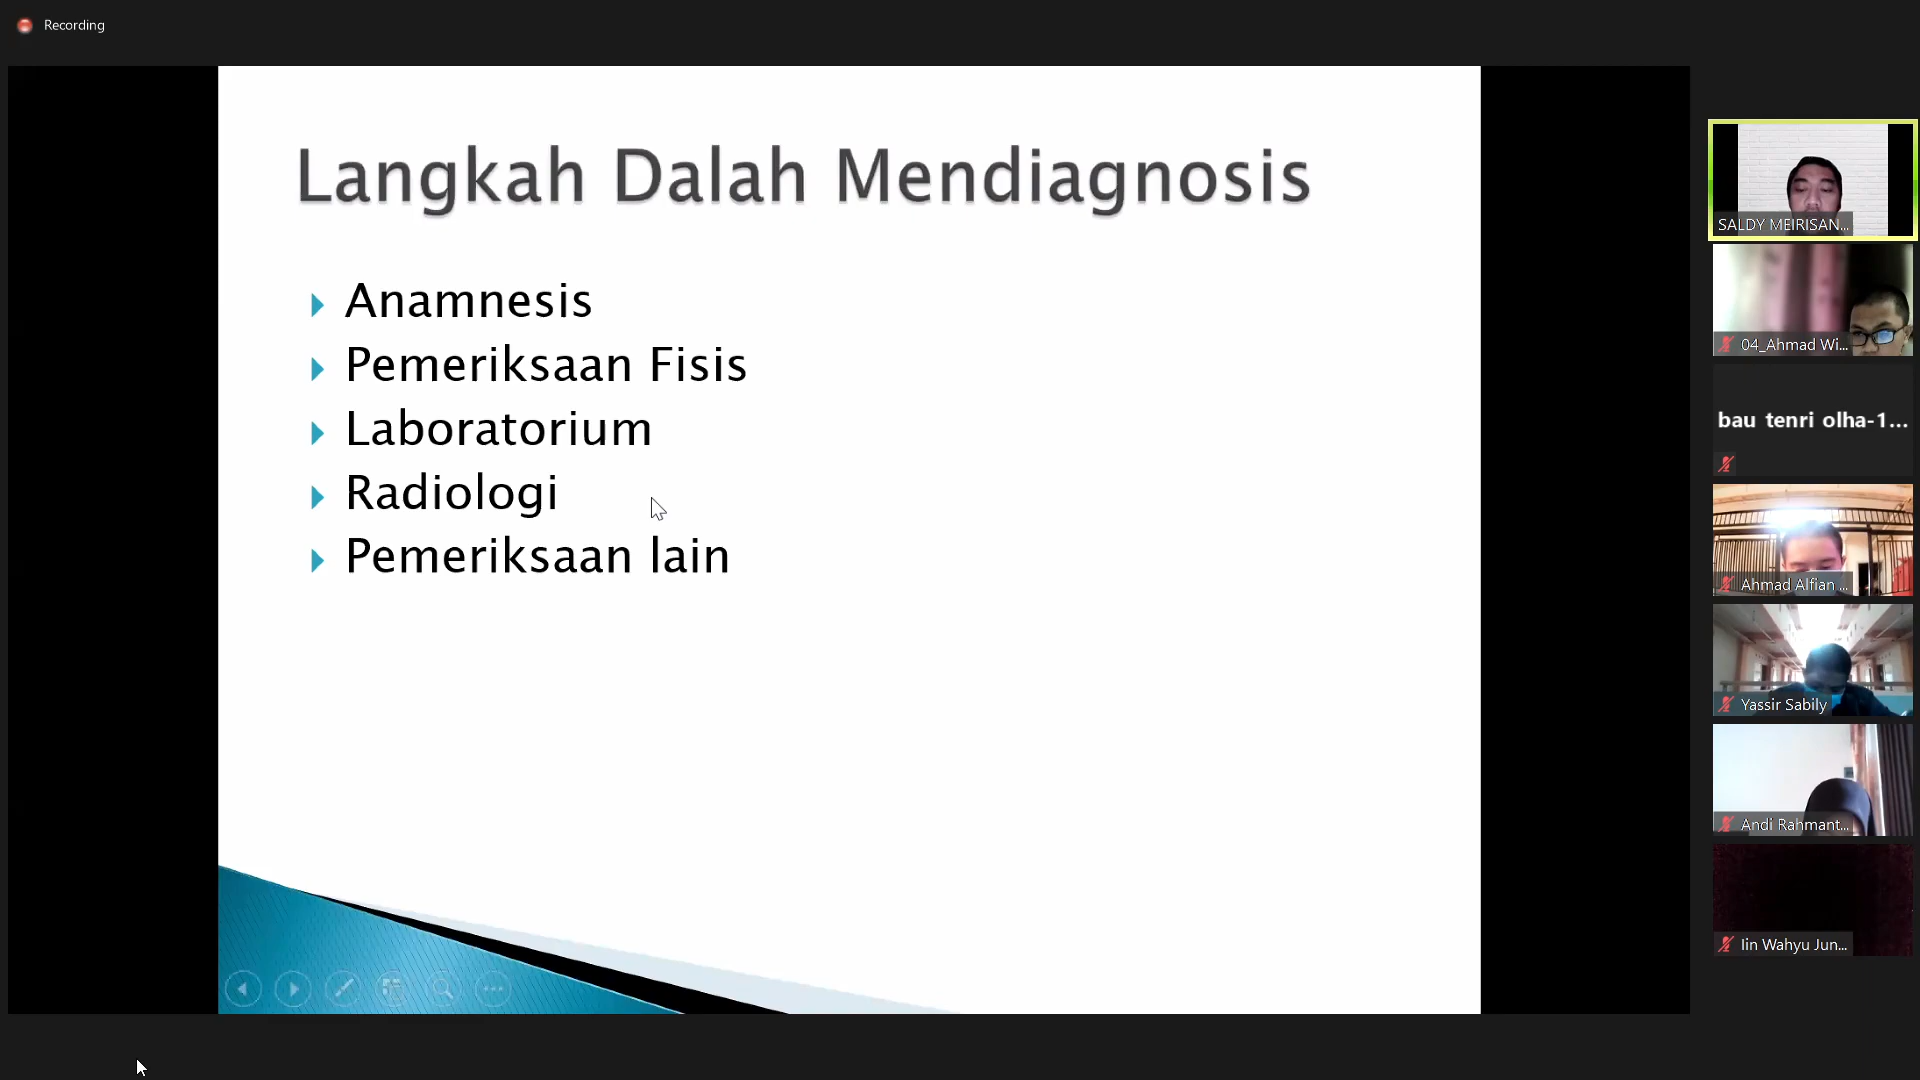 Recording
Langkah Dalah Mendiagnosis
Anamnesis
Pemeriksaan Fisis
Laboratorium
Radiologi
Pemeriksaan lain
SALDY MEIRISAN...
04_Ahmad Wi...
bau tenri olha-1...
Ahmad Alfian ...
Yassir Sabily
Andi Rahmant...
Iin Wahyu Jun...